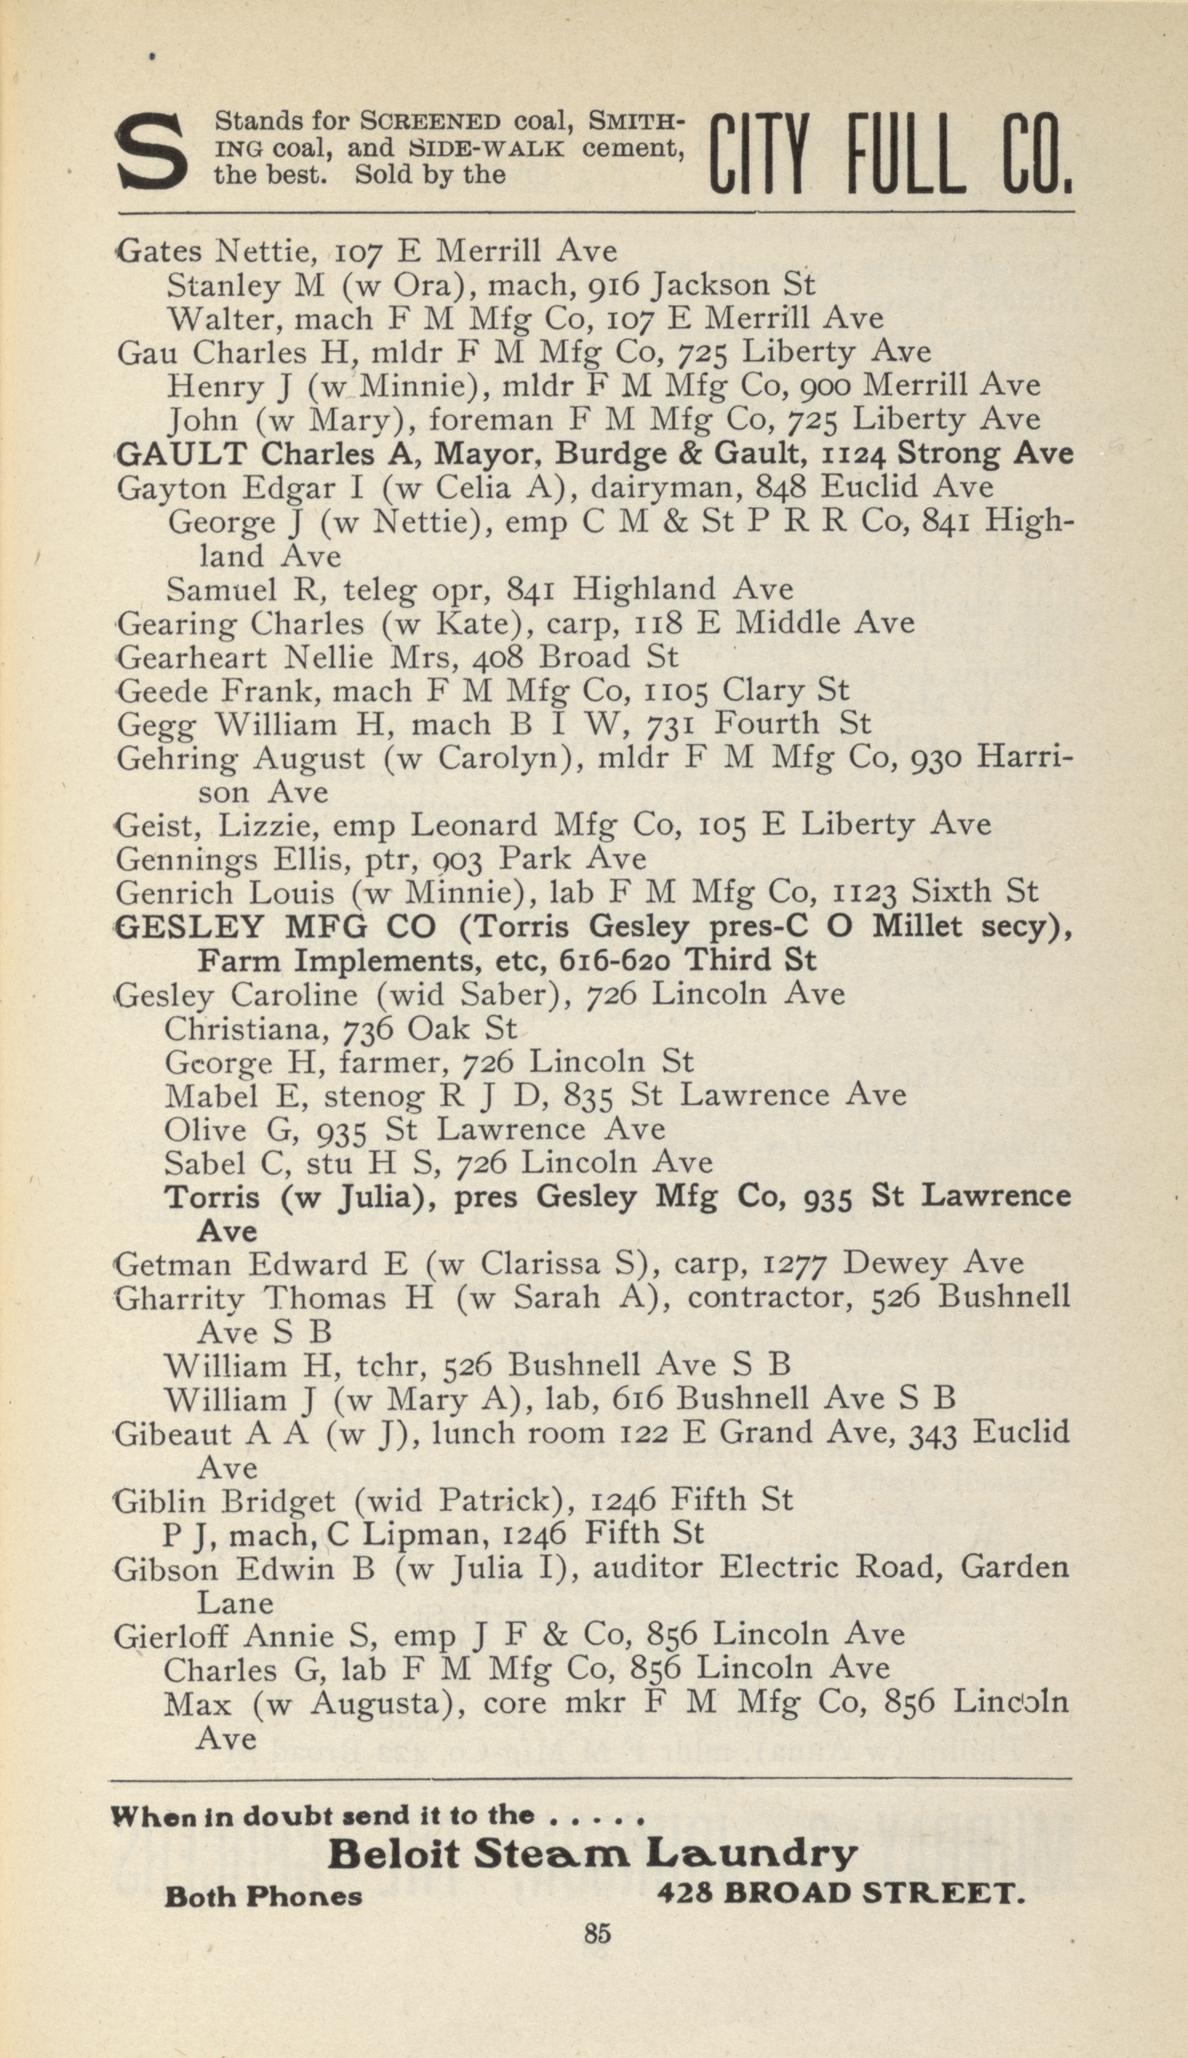 S Stands for SCREENED coal, SMITH-
ING coal, and SIDE-WALK cement,
the best. Sold by the
CITY FULL CO.
Gates Nettie, 107 E Merrill Ave
Stanley M (w Ora), mach, 916 Jackson St
Walter, mach F M Mfg Co, 107 E Merrill Ave
Gau Charles H, mldr F M Mfg Co, 725 Liberty Ave
Henry J (w Minnie), mldr F M Mfg Co, 900 Merrill Ave
John (w Mary), foreman F M Mfg Co, 725 Liberty Ave
GAULT Charles A, Mayor, Burdge & Gault, 1124 Strong Ave
Gayton Edgar I (w Celia A), dairyman, 848 Euclid Ave
George J (w Nettie), emp C M & St P R R Co, 841 High-
land Ave
Samuel R, teleg opr, 841 Highland Ave
Gearing Charles (w Kate), carp, 118 E Middle Ave
Gearheart Nellie Mrs, 408 Broad St
Geede Frank, mach F M Mfg Co, 1105 Clary St
Gegg William H, mach B I W, 731 Fourth St
Gehring August (w Carolyn), mldr F M Mfg Co, 930 Harri-
son Ave
Geist, Lizzie, emp Leonard Mfg Co, 105 E Liberty Ave
Gennings Ellis, ptr, 903 Park Ave
Genrich Louis (w Minnie), lab F M Mfg Co, 1123 Sixth St
GESLEY MFG CO (Torris Gesley pres-C O Millet secy),
Farm Implements, etc, 616-620 Third St
Gesley Caroline (wid Saber), 726 Lincoln Ave
Christiana, 736 Oak St
George H, farmer, 726 Lincoln St
Mabel E, stenog R J D, 835 St Lawrence Ave
Olive G, 935 St Lawrence Ave
Sabel C, stu H S, 726 Lincoln Ave
Torris (w Julia), pres Gesley Mfg Co, 935 St Lawrence
Ave
Getman Edward E (w Clarissa S), carp, 1277 Dewey Ave
Gharrity Thomas H (w Sarah A), contractor, 526 Bushnell
Ave S B
William H, tchr, 526 Bushnell Ave S B
William J (w Mary A), lab, 616 Bushnell Ave S B
Gibeaut A A (w J), lunch room 122 E Grand Ave, 343 Euclid
Ave
Giblin Bridget (wid Patrick), 1246 Fifth St
P J, mach, C Lipman, 1246 Fifth St
Gibson Edwin B (w Julia I), auditor Electric Road, Garden
Lane
Gierloff Annie S, emp J F & Co, 856 Lincoln Ave
Charles G, lab F M Mfg Co, 856 Lincoln Ave
Max (w Augusta), core mkr F M Mfg Co, 856 Lincoln
Ave
When in doubt send it to the . . . . .
Beloit Steam Laundry
Both Phones 428 BROAD STREET.
85